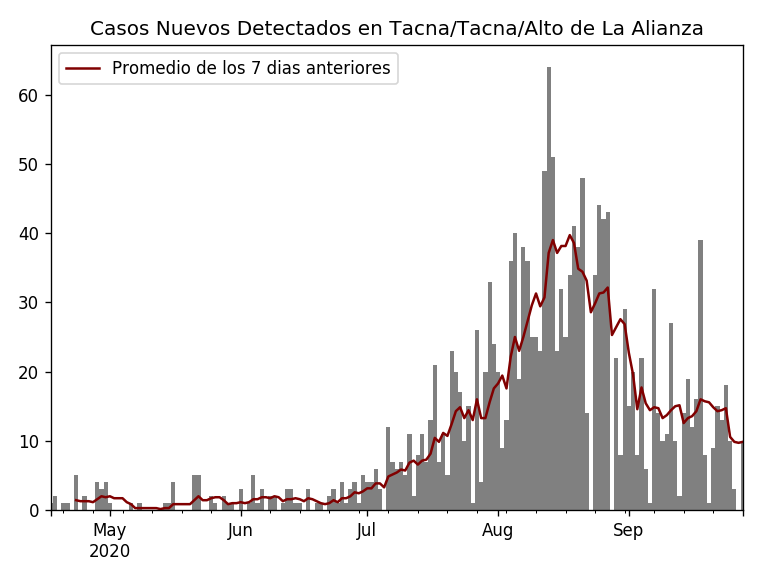 Casos Nuevos Detectados en Tacna/Tacna/Alto de La Alianza
Promedio de los 7 dias anteriores
60
50
40
30
20
10
0
May Jun Jul Aug Sep
2020